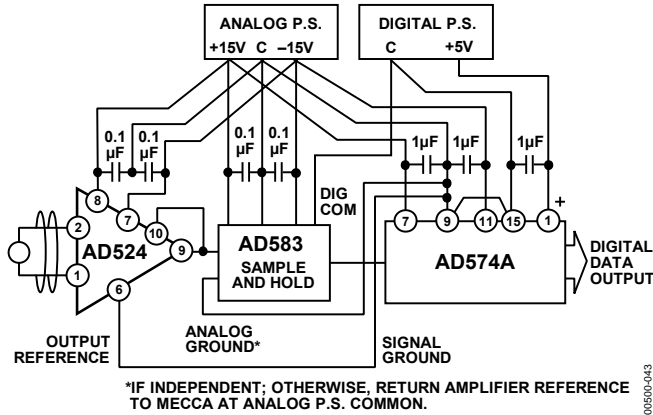 ANALOG P.S.
+15V C –15V
DIGITAL P.S.
C +5V
0.1
µF
0.1
µF
0.1
µF
0.1
µF
1µF
1µF
1µF
DIG
COM
+
8
7
10
9
2
1
6
AD524
AD583
SAMPLE
AND HOLD
7
9
11
15
1
AD574A
DIGITAL
DATA
OUTPUT
OUTPUT
REFERENCE
ANALOG
GROUND*
SIGNAL
GROUND
*IF INDEPENDENT; OTHERWISE, RETURN AMPLIFIER REFERENCE
TO MECCA AT ANALOG P.S. COMMON.
00500-043